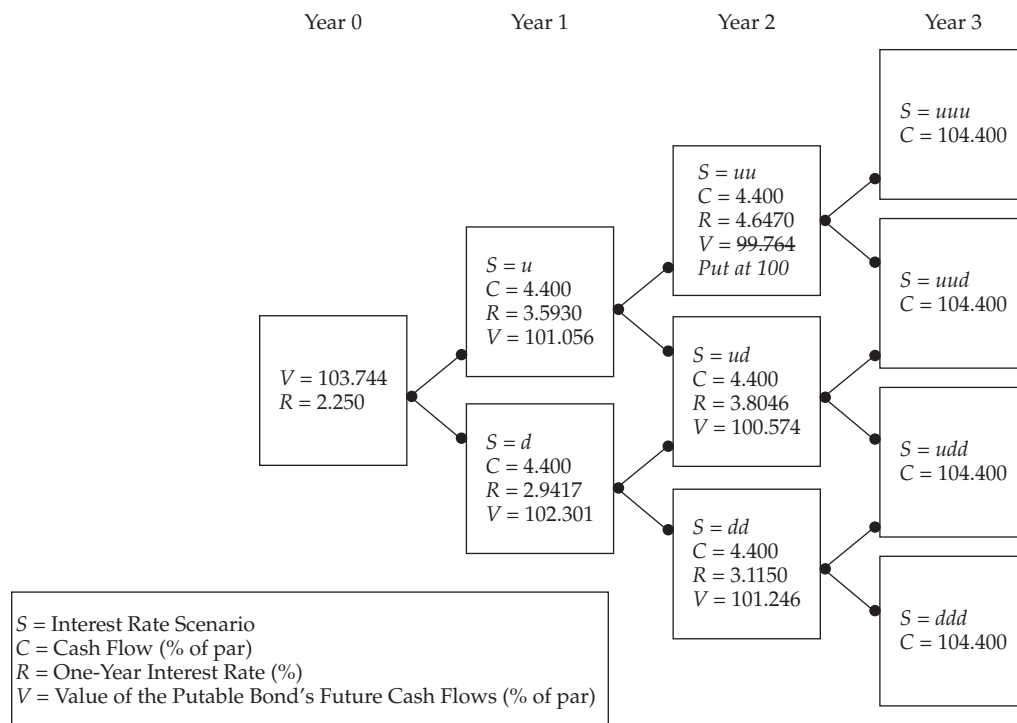 Year 0 Year 1 Year 2 Year 3
V = 103.744
R = 2.250
S = u
C = 4.400
R = 3.5930
V = 101.056
S = d
C = 4.400
R = 2.9417
V = 102.301
S = uu
C = 4.400
R = 4.6470
V = 99.764
Put at 100
S = ud
C = 4.400
R = 3.8046
V = 100.574
S = dd
C = 4.400
R = 3.1150
V = 101.246
S = uuu
C = 104.400
S = uud
C = 104.400
S = udd
C = 104.400
S = ddd
C = 104.400
S = Interest Rate Scenario
C = Cash Flow (% of par)
R = One-Year Interest Rate (%)
V = Value of the Putable Bond's Future Cash Flows (% of par)